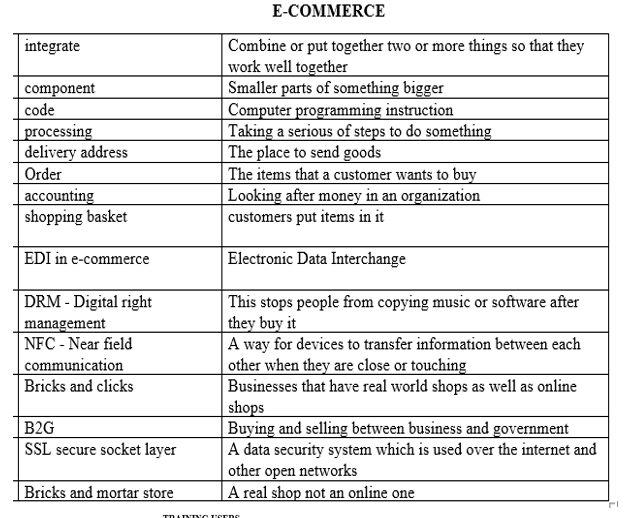 E-COMMERCE
integrate
Combine or put together two or more things so that they
work well together
component
Smaller parts of something bigger
code
Computer programming instruction
processing
Taking a serious of steps to do something
delivery address
The place to send goods
Order
The items that a customer wants to buy
accounting
Looking after money in an organization
shopping basket
customers put items in it
EDI in e-commerce
Electronic Data Interchange
DRM - Digital right
management
This stops people from copying music or software after
they buy it
NFC - Near field
communication
A way for devices to transfer information between each
other when they are close or touching
Bricks and clicks
Businesses that have real world shops as well as online
shops
B2G
Buying and selling between business and government
SSL secure socket layer
A data security system which is used over the internet and
other open networks
Bricks and mortar store
A real shop not an online one
TRAINING USERS